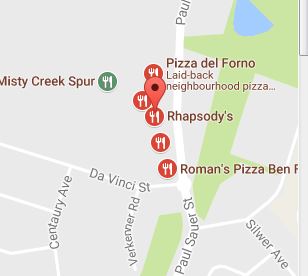 Paul
Pizza del Forno
Laid-back
neighbourhood pizza...
Misty Creek Spur
Rhapsody's
Roman's Pizza Ben F
Da Vinci St
Centaury Ave
Verkenner Rd
Paul Sauer St
Silwer Ave